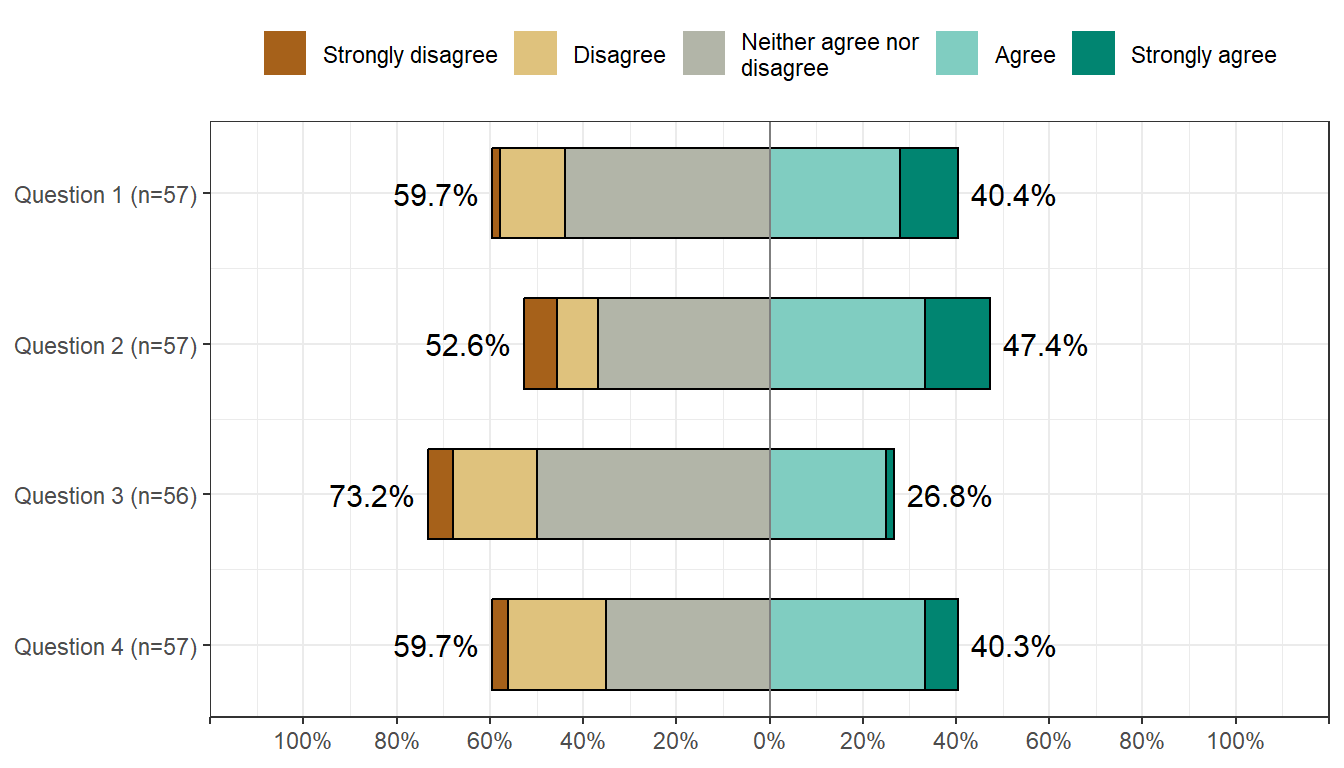 Strongly disagree
Disagree
Neither agree nor
disagree
Agree
Strongly agree
Question 1 (n=57)
59.7%
40.4%
Question 2 (n=57)
52.6%
47.4%
Question 3 (n=56)
73.2%
26.8%
Question 4 (n=57)
59.7%
40.3%
100% 80% 60% 40% 20% 0% 20% 40% 60% 80% 100%